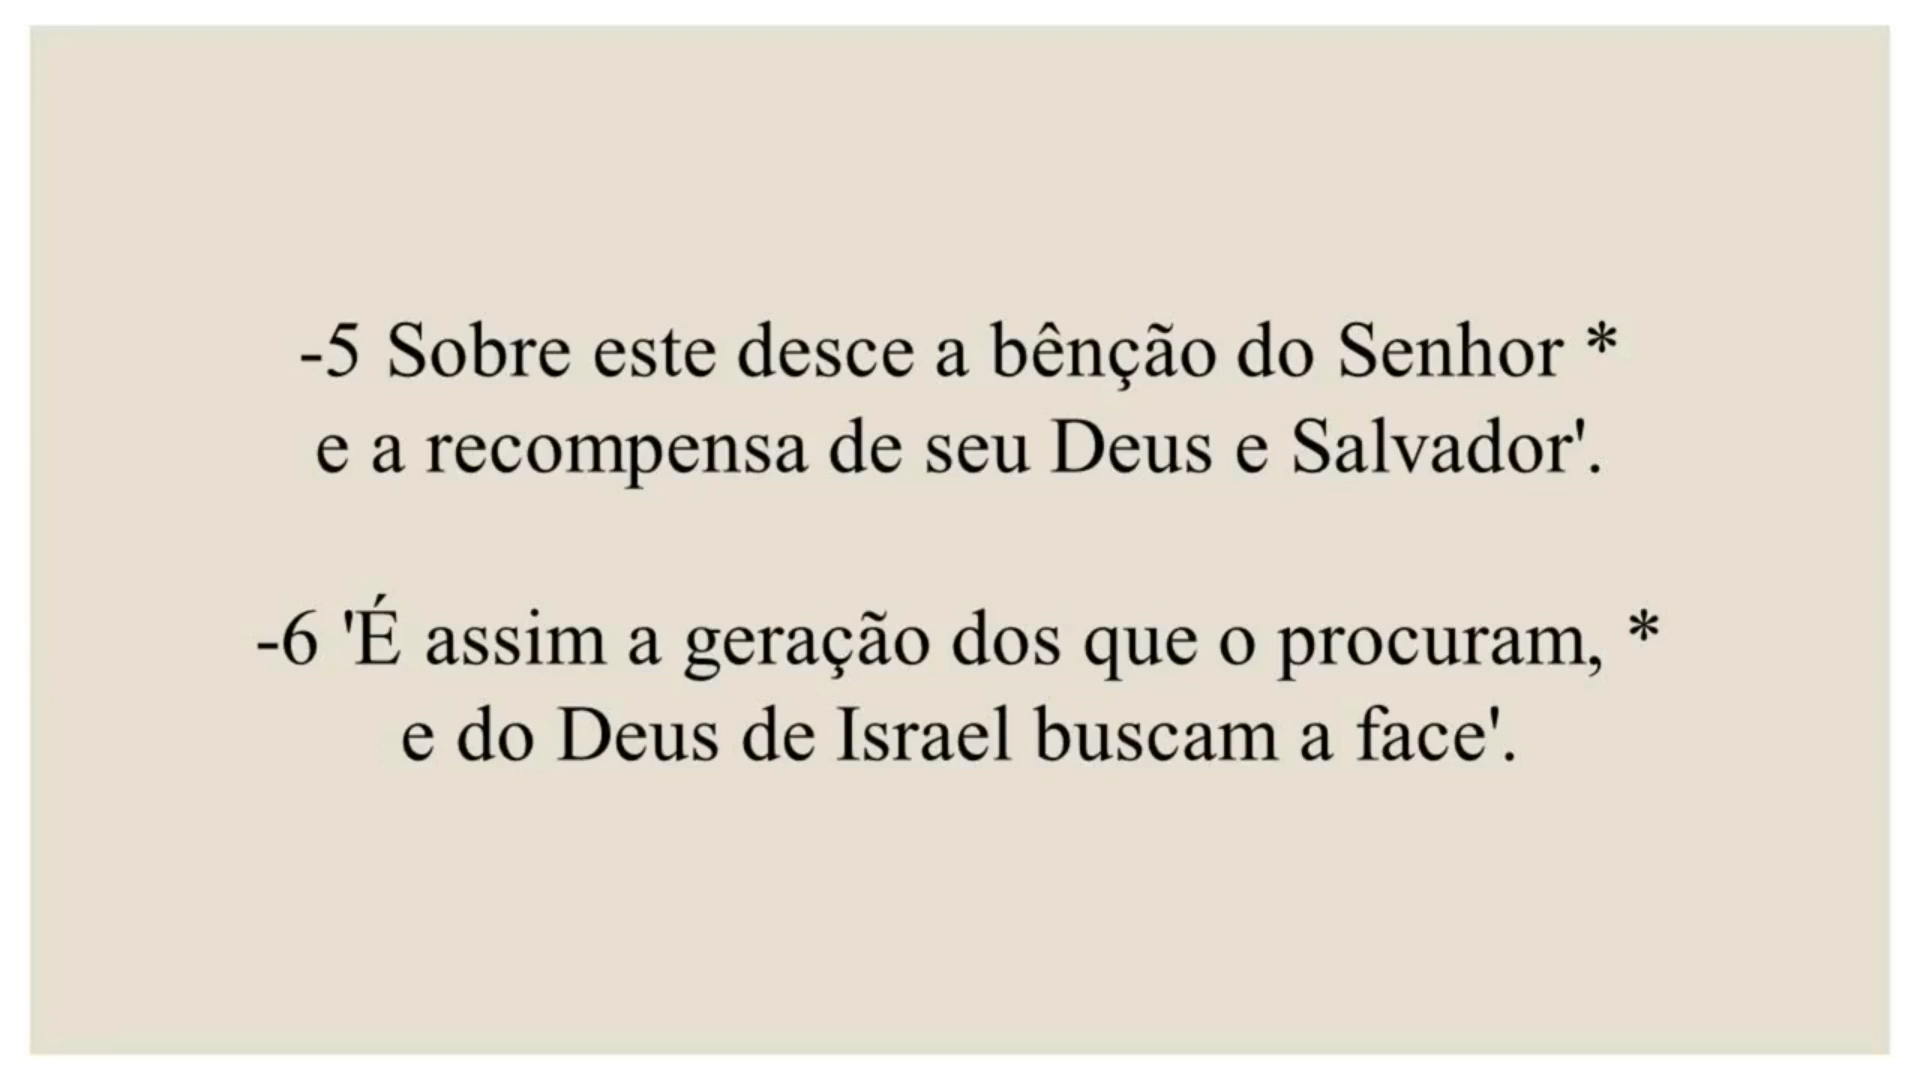 -5 Sobre este desce a bênção do Senhor *
e a recompensa de seu Deus e Salvador'.
-6 'É assim a geração dos que o procuram, *
e do Deus de Israel buscam a face'.